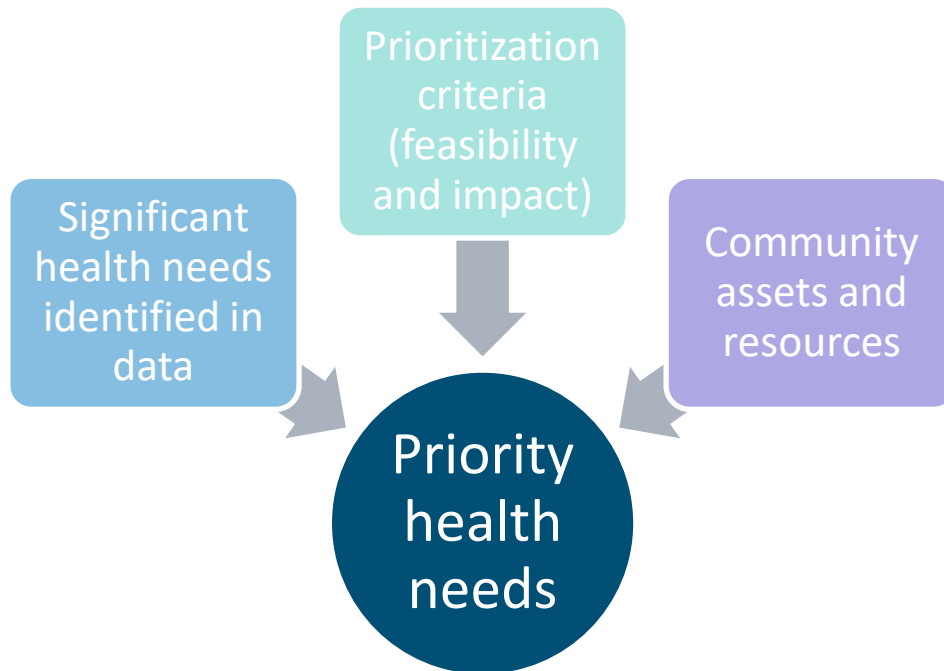 Prioritization
criteria
(feasibility
and impact)
Significant
health needs
identified in
data
Community
assets and
resources
Priority
health
needs